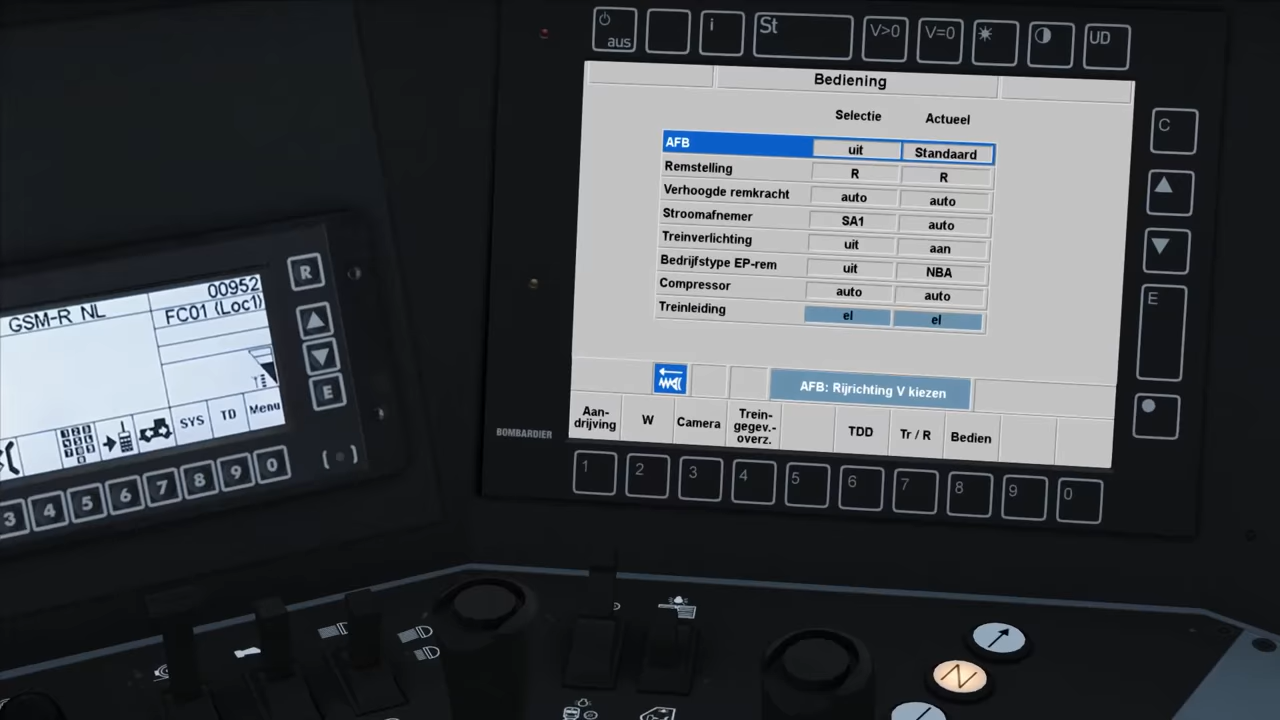 aus
i
St
V>0
V=0
UD
Bediening
Selectie Actueel
AFB uit Standaard
Remstelling R R
Verhoogde remkracht auto auto
Stroomafnemer SA1 auto
Treinverlichting uit aan
Bedrijfstype EP-rem uit NBA
Compressor auto auto
Treinleiding el el
AFB: Rijrichting V kiezen
Aan-
drijving
W
Camera
Trein-
gegev.-
overz.
TDD
Tr / R
Bedien
1 2 3 4 5 6 7 8 9 0
C
E
BOMBARDIER
00952
GSM-R NL
FC01 (Loc1)
SYS
TD
Menu
3 4 5 6 7 8 9 0
R
E
N